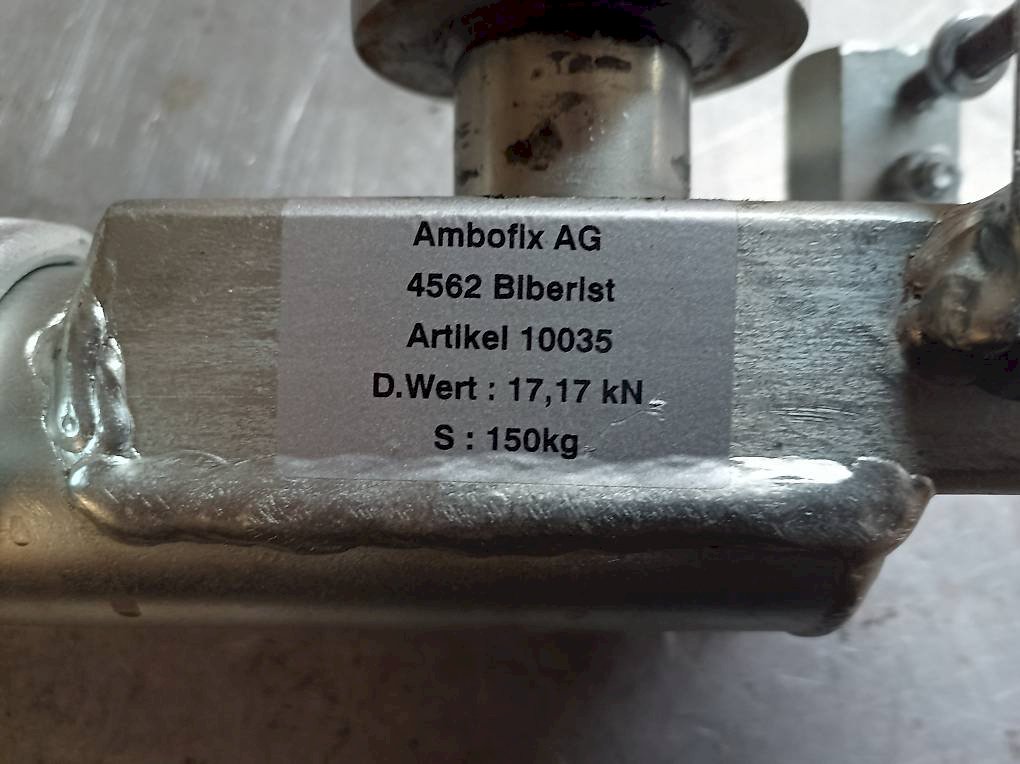 Ambofix AG
4562 Biberist
Artikel 10035
D.Wert : 17,17 kN
S : 150kg